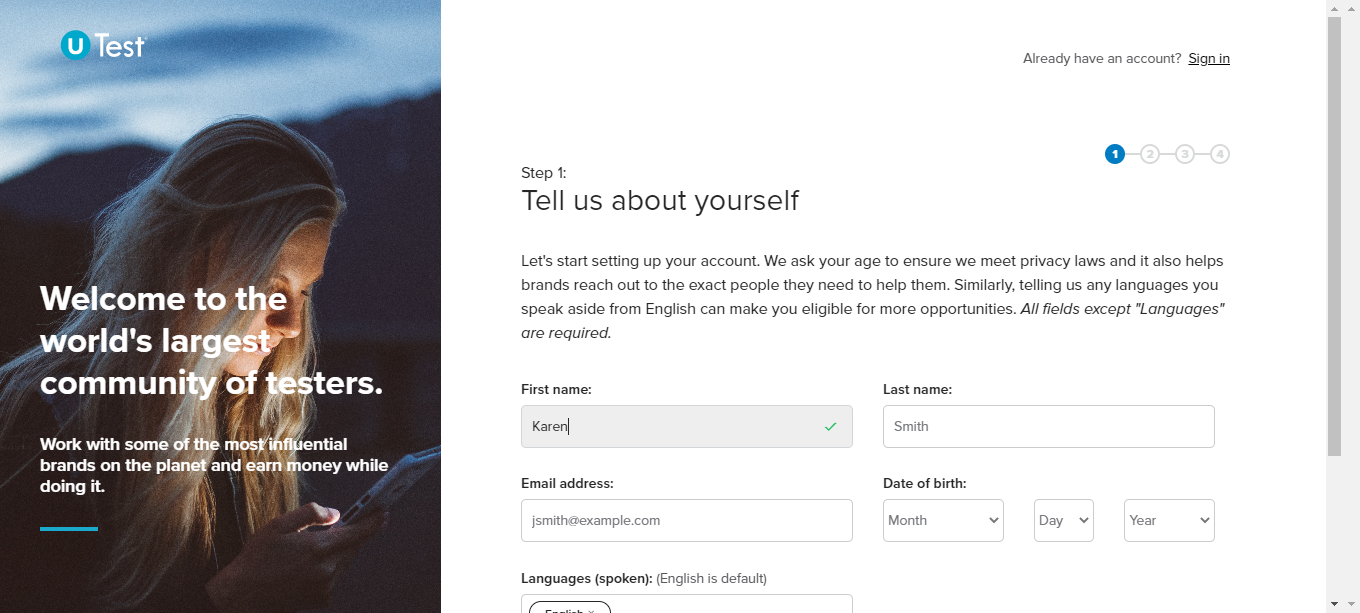 U Test
Already have an account? Sign in
1 2 3 4
Step 1:
Tell us about yourself
Let's start setting up your account. We ask your age to ensure we meet privacy laws and it also helps
brands reach out to the exact people they need to help them. Similarly, telling us any languages you
speak aside from English can make you eligible for more opportunities. All fields except "Languages"
are required.
Welcome to the
world's largest
community of testers.
Work with some of the most influential
brands on the planet and earn money while
doing it.
First name: Last name:
Karen Smith
Email address: Date of birth:
jsmith@example.com Month Day Year
Languages (spoken): (English is default)
English ×